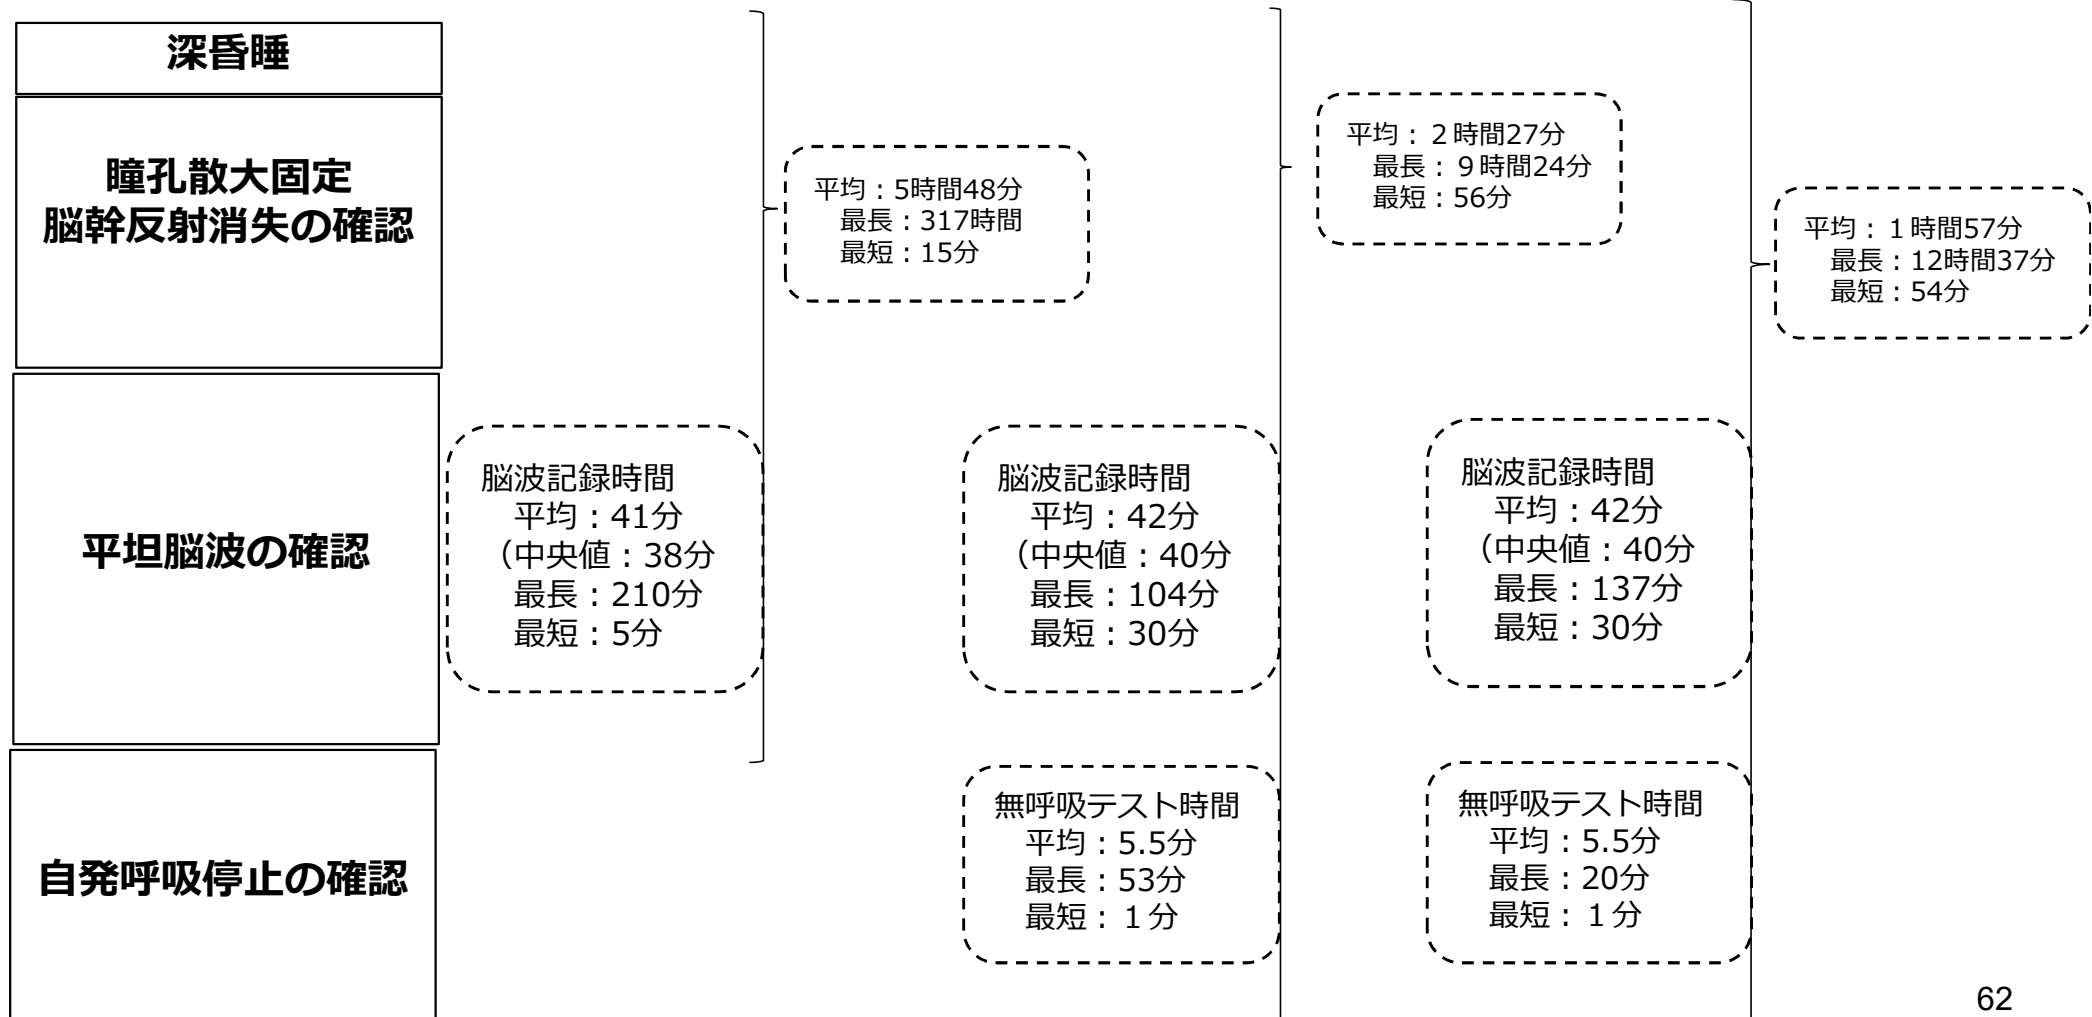 深昏睡
瞳孔散大固定
脳幹反射消失の確認
平坦脳波の確認
自発呼吸停止の確認
平均：5時間48分
最長：317時間
最短：15分
平均：２時間27分
最長：９時間24分
最短：56分
平均：１時間57分
最長：12時間37分
最短：54分
脳波記録時間
平均：41分
（中央値：38分
最長：210分
最短：5分
脳波記録時間
平均：42分
（中央値：40分
最長：104分
最短：30分
脳波記録時間
平均：42分
（中央値：40分
最長：137分
最短：30分
無呼吸テスト時間
平均：5.5分
最長：53分
最短：１分
無呼吸テスト時間
平均：5.5分
最長：20分
最短：１分
62